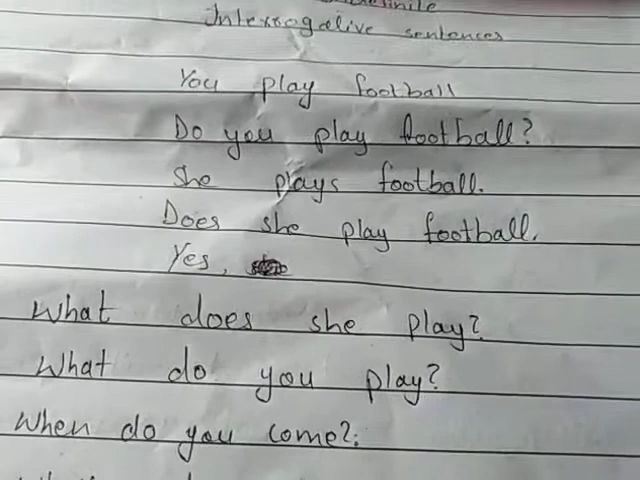 Interrogative sentences
You play football
Do you play football?
She plays football.
Does she play football.
Yes,
What does she play?
What do you play?
When do you come?.